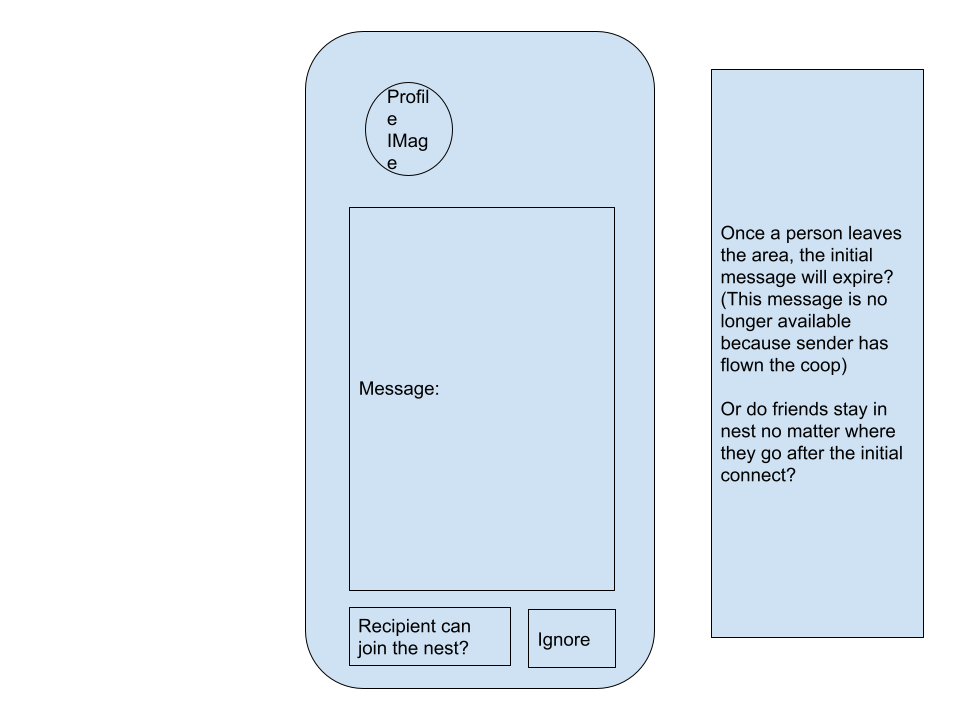 Profil
e
IMag
e
Message:
Recipient can
join the nest?
Ignore
Once a person leaves
the area, the initial
message will expire?
(This message is no
longer available
because sender has
flown the coop)
Or do friends stay in
nest no matter where
they go after the initial
connect?